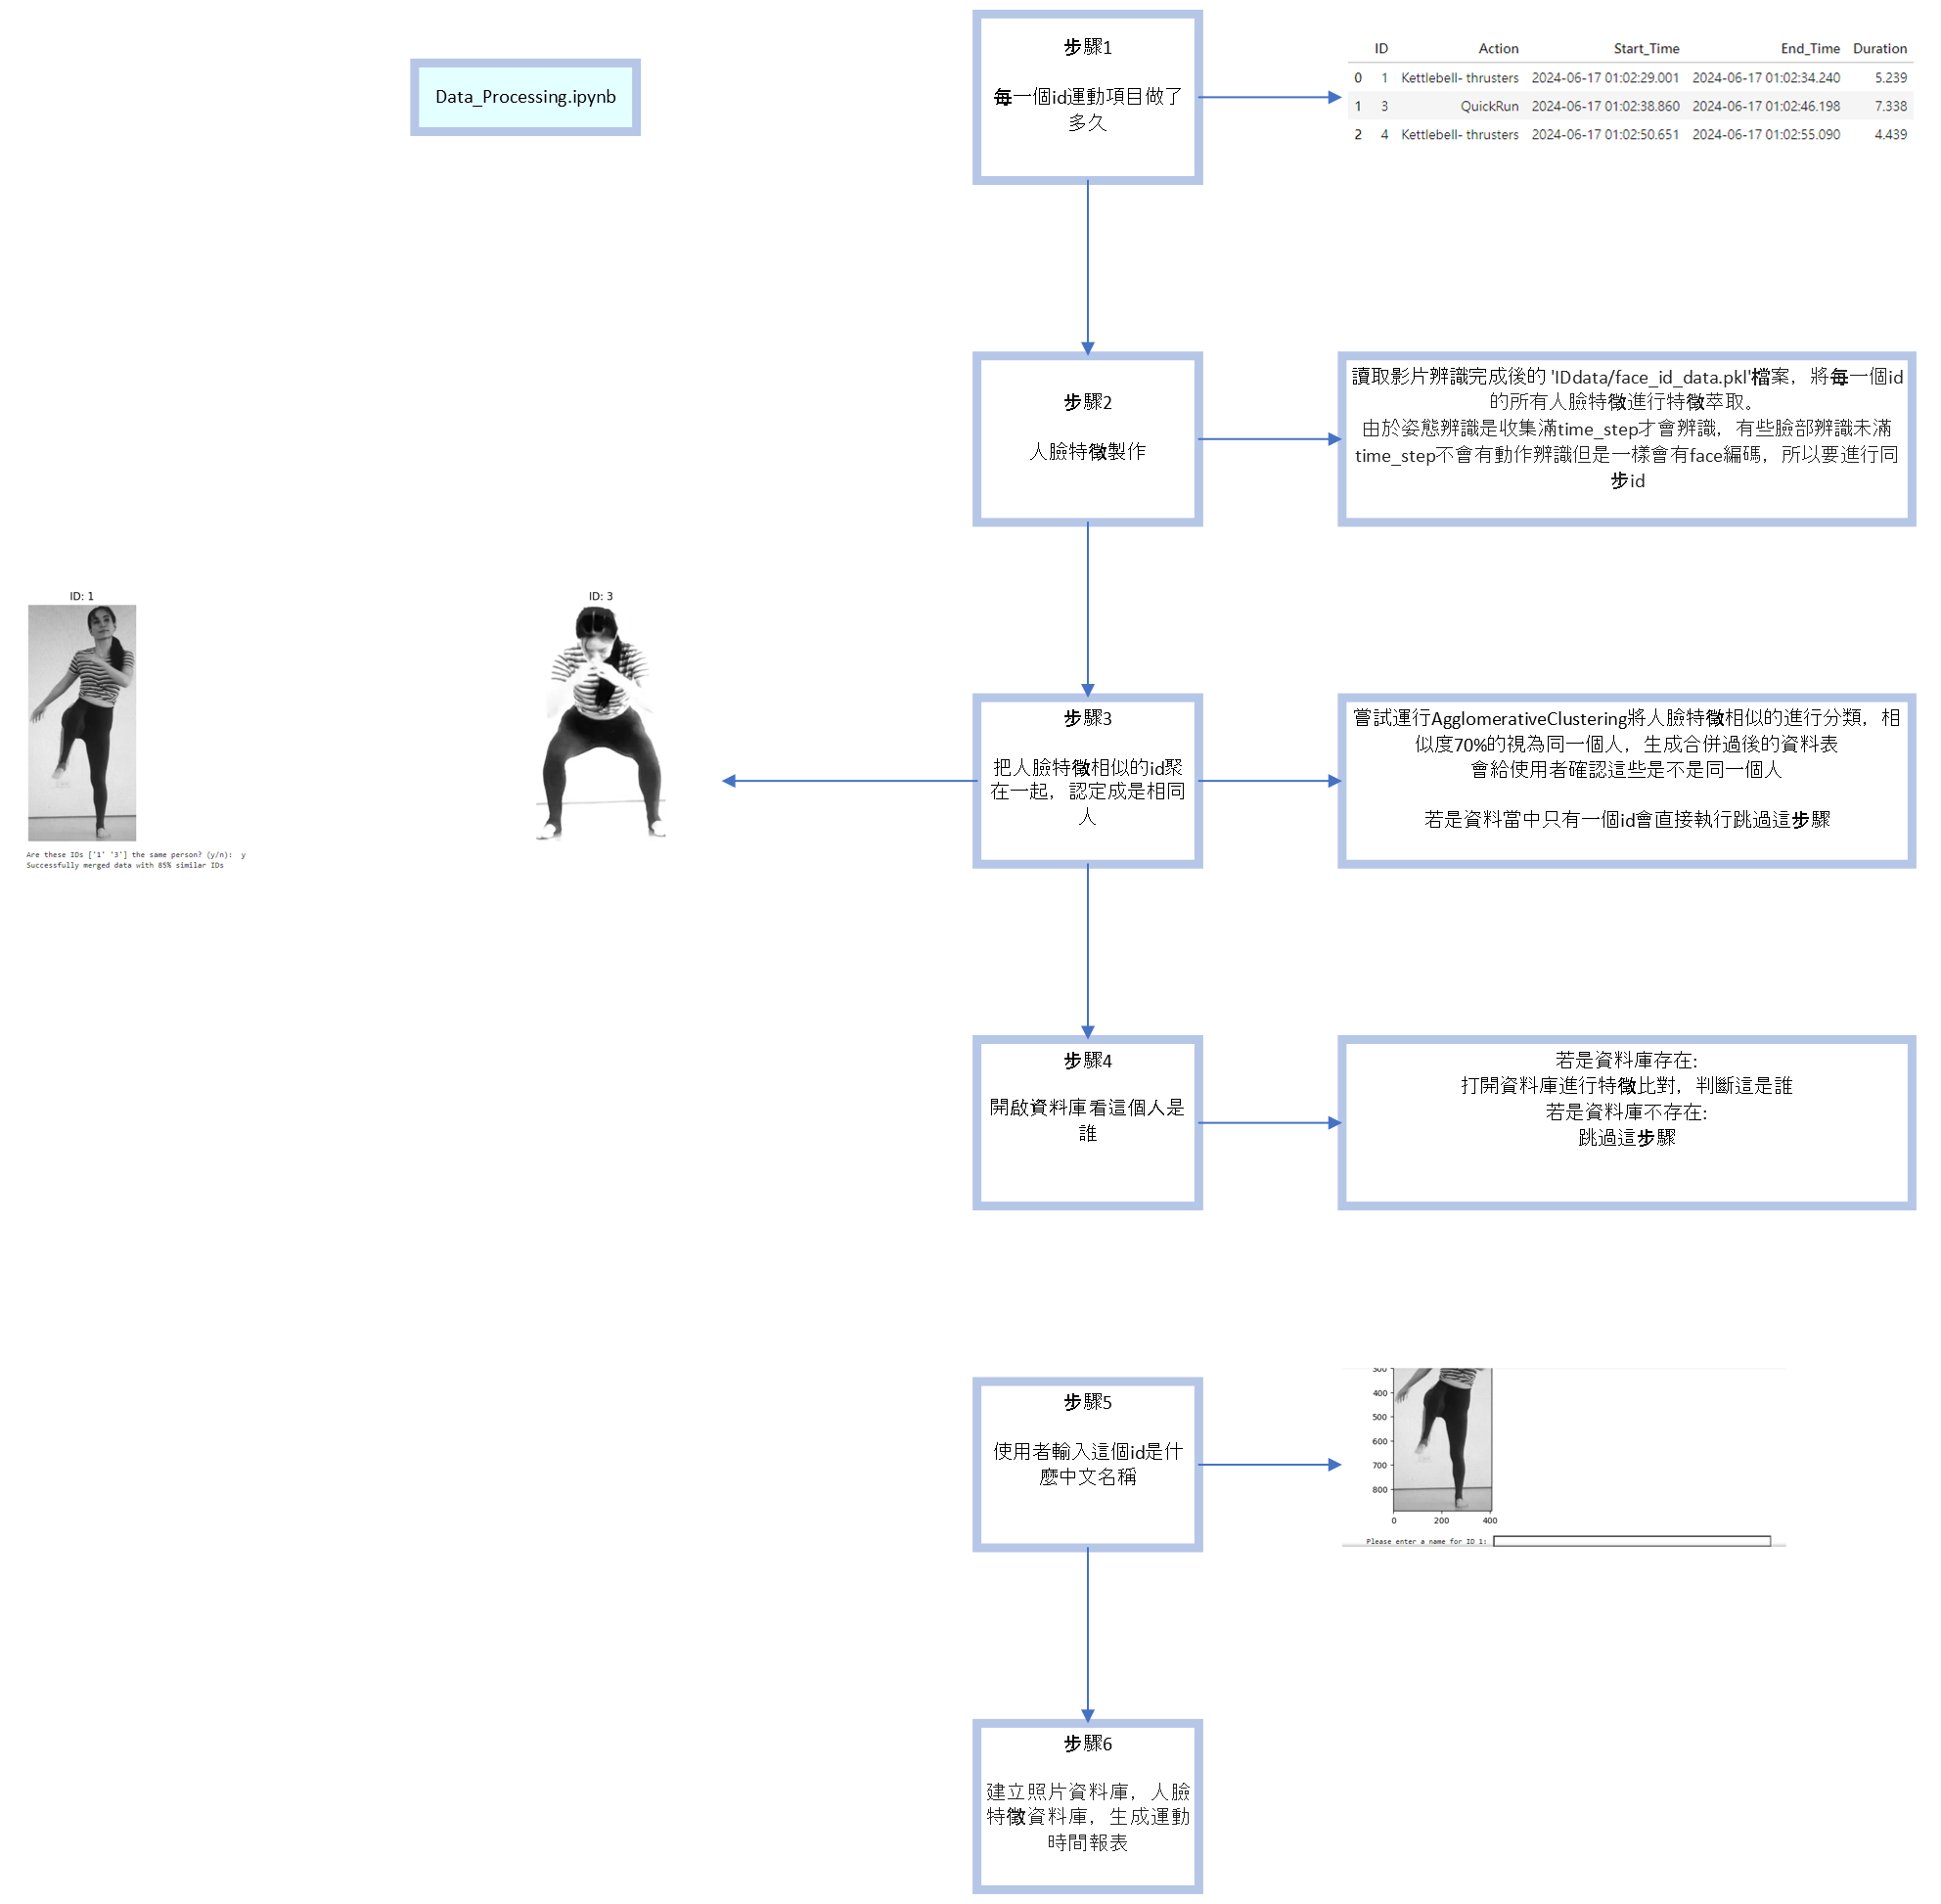 Data_Processing.ipynb
步驟1
每一個id運動項目做了
多久
ID Action Start_Time End_Time Duration
0 1 Kettlebell- thrusters 2024-06-17 01:02:29.001 2024-06-17 01:02:34.240 5.239
1 3 QuickRun 2024-06-17 01:02:38.860 2024-06-17 01:02:46.198 7.338
2 4 Kettlebell- thrusters 2024-06-17 01:02:50.651 2024-06-17 01:02:55.090 4.439
步驟2
人臉特徵製作
讀取影片辨識完成後的 'IDdata/face_id_data.pkl'檔案，將每一個id
的所有人臉特徵進行特徵萃取。
由於姿態辨識是收集滿time_step才會辨識，有些臉部辨識未滿
time_step不會有動作辨識但是一樣會有face編碼，所以要進行同
步id
ID: 1
ID: 3
Are these IDs ['1' '3'] the same person? (y/n): y
Successfully merged data with 85% similar IDs
步驟3
把人臉特徵相似的id聚
在一起，認定成是相同
人
嘗試運行AgglomerativeClustering將人臉特徵相似的進行分類，相
似度70%的視為同一個人，生成合併過後的資料表
會給使用者確認這些是不是同一個人
若是資料當中只有一個id會直接執行跳過這步驟
步驟4
開啟資料庫看這個人是
誰
若是資料庫存在:
打開資料庫進行特徵比對，判斷這是誰
若是資料庫不存在:
跳過這步驟
步驟5
使用者輸入這個id是什
麼中文名稱
300
400
500
600
700
800
0 200 400
Please enter a name for ID 1:
步驟6
建立照片資料庫，人臉
特徵資料庫，生成運動
時間報表